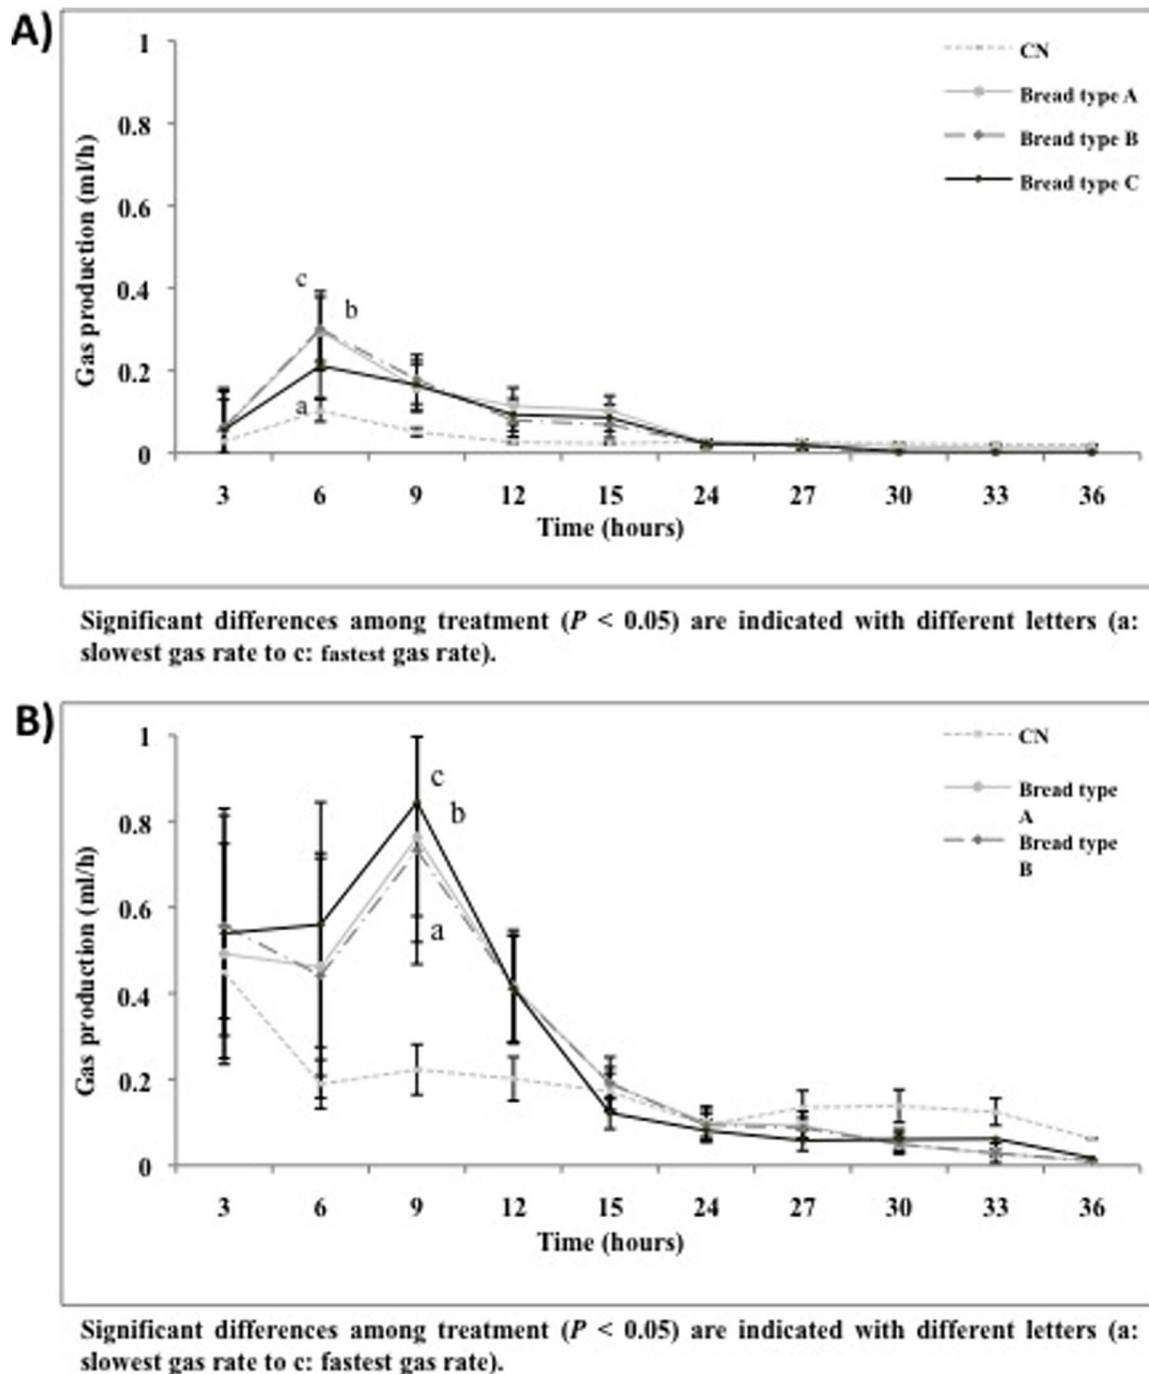 A)
1
0.8
0.6
0.4
0.2
0
Gas production (ml/h)
CN
Bread type A
Bread type B
Bread type C
c
b
a
3 6 9 12 15 24 27 30 33 36
Time (hours)
Significant differences among treatment (P < 0.05) are indicated with different letters (a:
slowest gas rate to c: fastest gas rate).
B)
1
0.8
0.6
0.4
0.2
0
Gas production (ml/h)
CN
Bread type
A
Bread type
B
c
b
a
3 6 9 12 15 24 27 30 33 36
Time (hours)
Significant differences among treatment (P < 0.05) are indicated with different letters (a:
slowest gas rate to c: fastest gas rate).